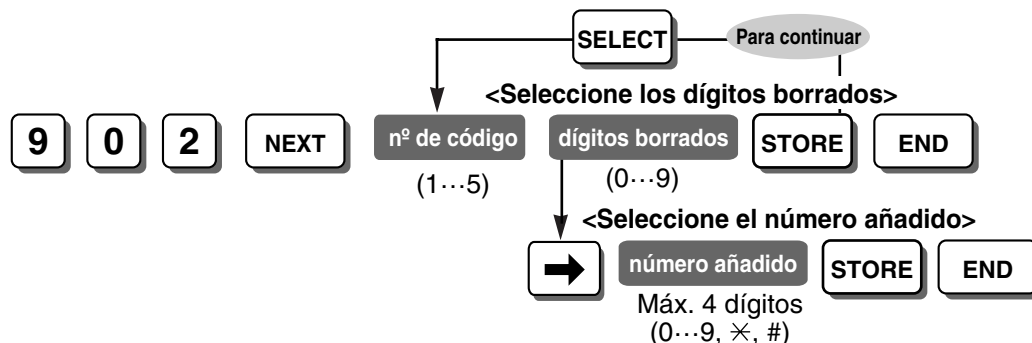 SELECT Para continuar
<Seleccione los dígitos borrados>
9 0 2 NEXT nº de código dígitos borrados STORE END
(1···5) (0···9)
<Seleccione el número añadido>
➡ número añadido STORE END
Máx. 4 dígitos
(0···9, ✳, #)